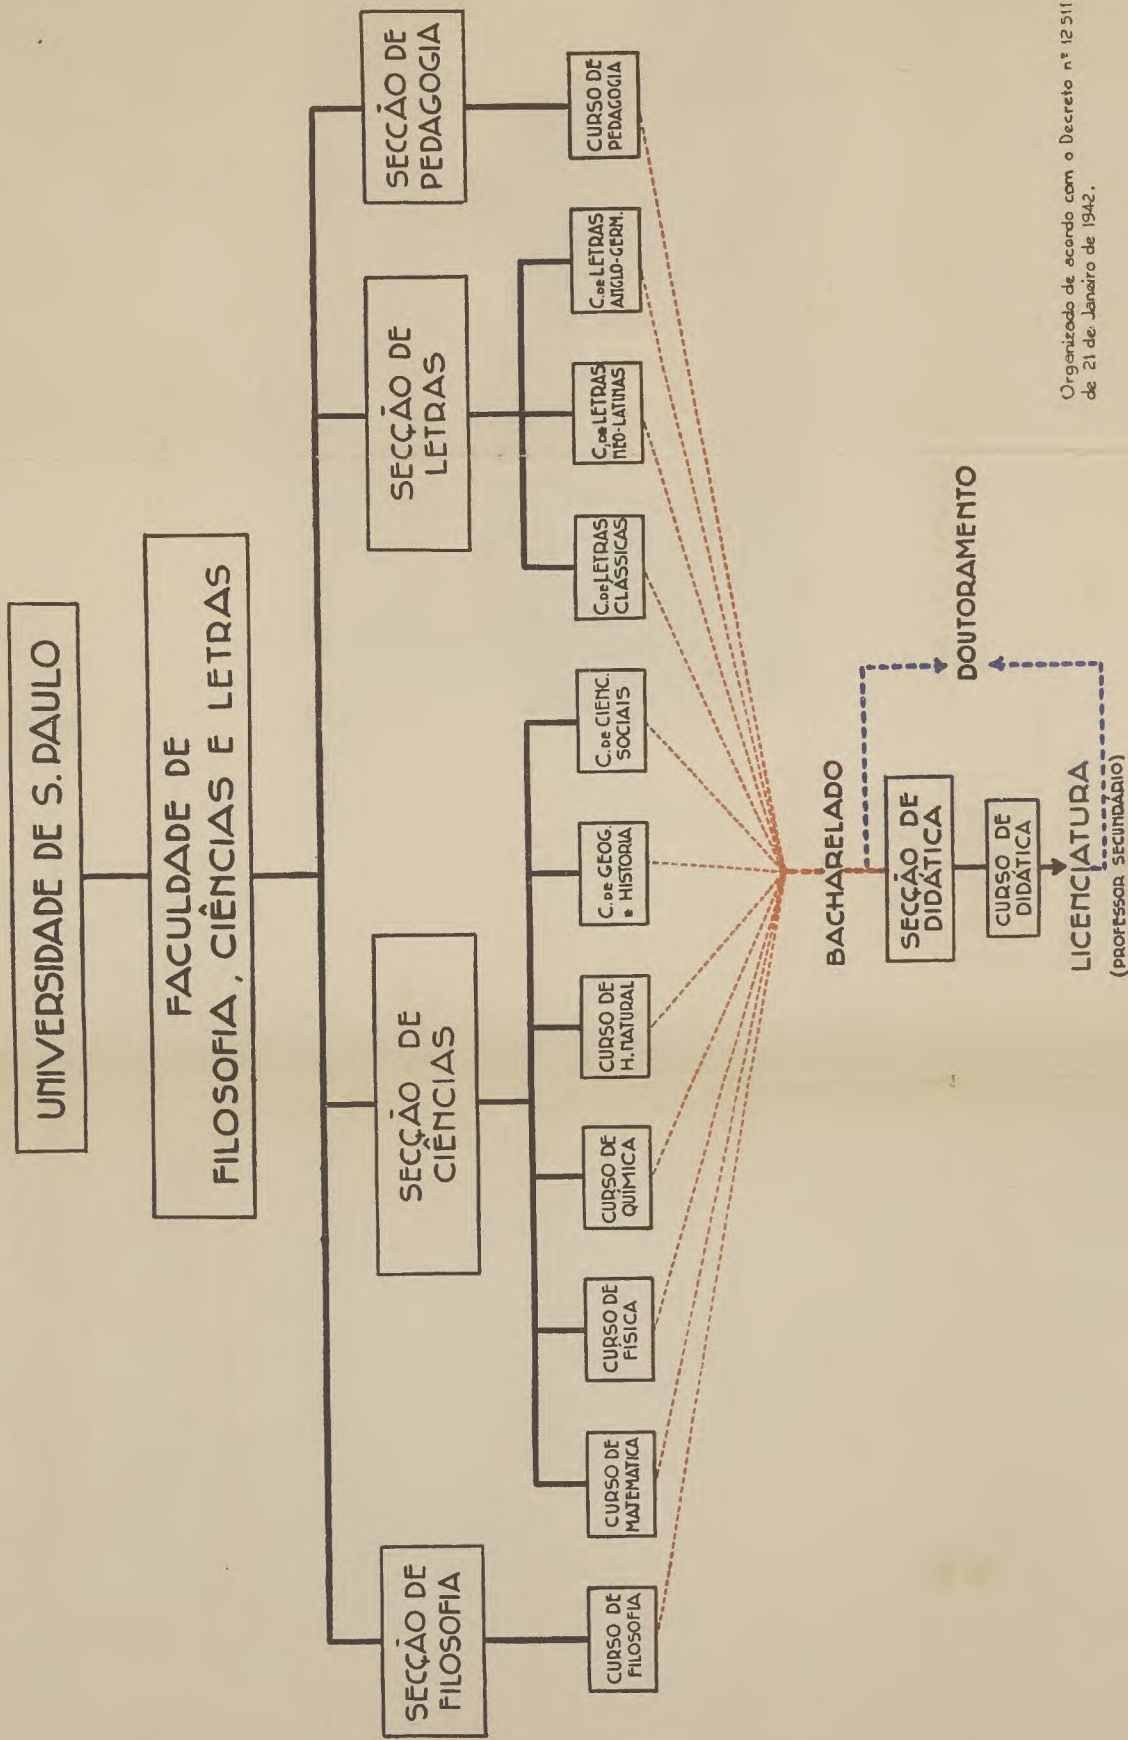 UNIVERSIDADE DE S. PAULO
FACULDADE DE
FILOSOFIA, CIÊNCIAS E LETRAS
SECÇÃO DE
FILOSOFIA
SECÇÃO DE
CIÊNCIAS
SECÇÃO DE
LETRAS
SECCÃO DE
PEDAGOGIA
CURSO DE
FILOSOFIA
CURSO DE
MATEMATICA
CURSO DE
FÍSICA
CURSO DE
QUÍMICA
CURSO DE
H. NATURAL
C. DE GEOG.
e HISTORIA
C. DE CIENC.
SOCIAIS
C. DE LETRAS
CLÁSSICAS
C. DE LETRAS
NEO-LATINAS
C. DE LETRAS
ANGLO-GERM.
CURSO DE
PEDAGOGIA
BACHARELADO
SECÇÃO DE
DIDÁTICA
CURSO DE
DIDÁTICA
LICENCIATURA
(PROFESSOR SECUNDÁRIO)
DOUTORAMENTO
Organizado de acordo com o Decreto nº 12511
de 21 de Janeiro de 1942.